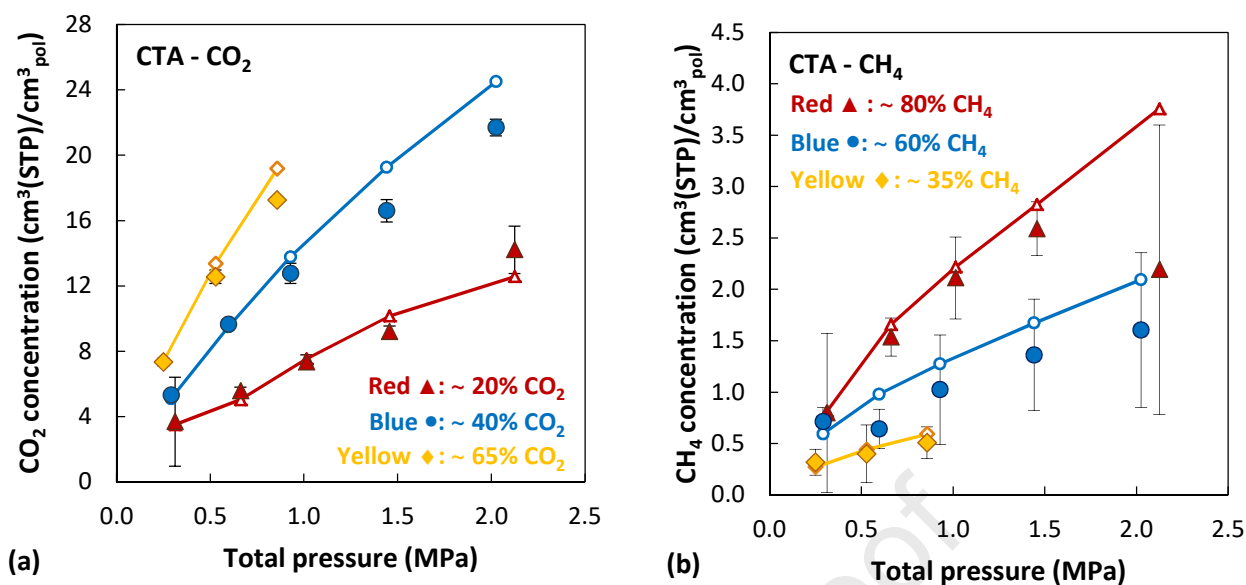 CTA - CO₂
CO₂ concentration (cm³(STP)/cm³pol)
28
24
20
16
12
8
4
0
Red ▲: ~ 20% CO₂
Blue ●: ~ 40% CO₂
Yellow ♦: ~ 65% CO₂
0.0 0.5 1.0 1.5 2.0 2.5
(a) Total pressure (MPa)
CTA - CH₄
CH₄ concentration (cm³(STP)/cm³pol)
4.5
4.0
3.5
3.0
2.5
2.0
1.5
1.0
0.5
0.0
Red ▲: ~ 80% CH₄
Blue ●: ~ 60% CH₄
Yellow ♦: ~ 35% CH₄
0.0 0.5 1.0 1.5 2.0 2.5
(b) Total pressure (MPa)